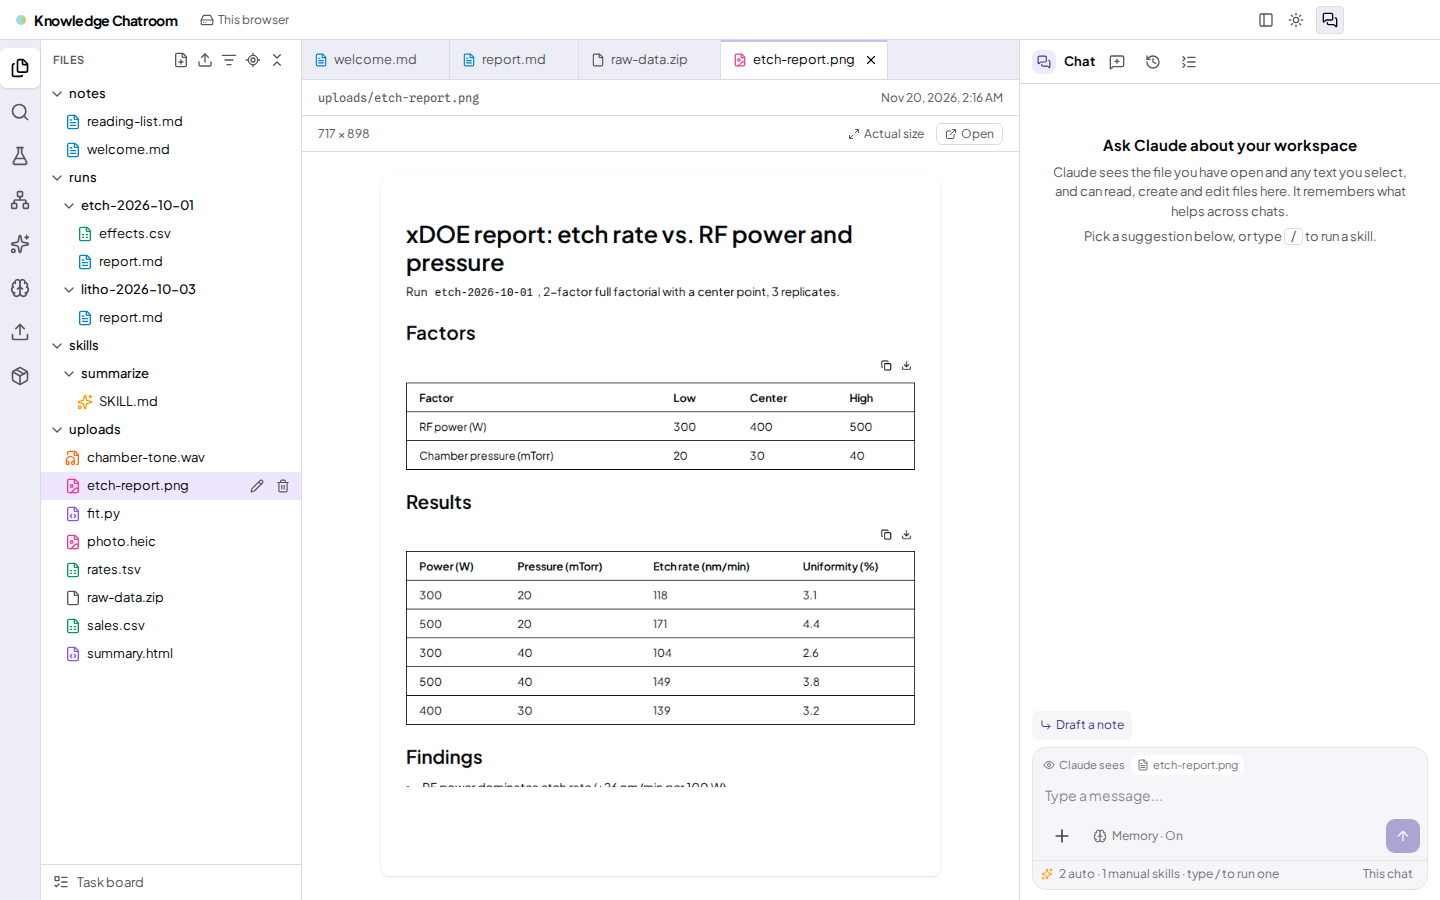 Knowledge Chatroom
This browser
FILES
notes
reading-list.md
welcome.md
runs
etch-2026-10-01
effects.csv
report.md
litho-2026-10-03
report.md
skills
summarize
SKILL.md
uploads
chamber-tone.wav
etch-report.png
fit.py
photo.heic
rates.tsv
raw-data.zip
sales.csv
summary.html
Task board
welcome.md report.md raw-data.zip etch-report.png
uploads/etch-report.png Nov 20, 2026, 2:16 AM
717 × 898 Actual size Open
xDOE report: etch rate vs. RF power and
pressure
Run etch-2026-10-01 , 2-factor full factorial with a center point, 3 replicates.
Factors
Factor Low Center High
RF power (W) 300 400 500
Chamber pressure (mTorr) 20 30 40
Results
Power (W) Pressure (mTorr) Etch rate (nm/min) Uniformity (%)
300 20 118 3.1
500 20 171 4.4
300 40 104 2.6
500 40 149 3.8
400 30 139 3.2
Findings
RF power dominates etch rate (+26 nm/min per 100 W)
Chat
Ask Claude about your workspace
Claude sees the file you have open and any text you select,
and can read, create and edit files here. It remembers what
helps across chats.
Pick a suggestion below, or type / to run a skill.
Draft a note
Claude sees etch-report.png
Type a message...
Memory · On
2 auto · 1 manual skills · type / to run one This chat